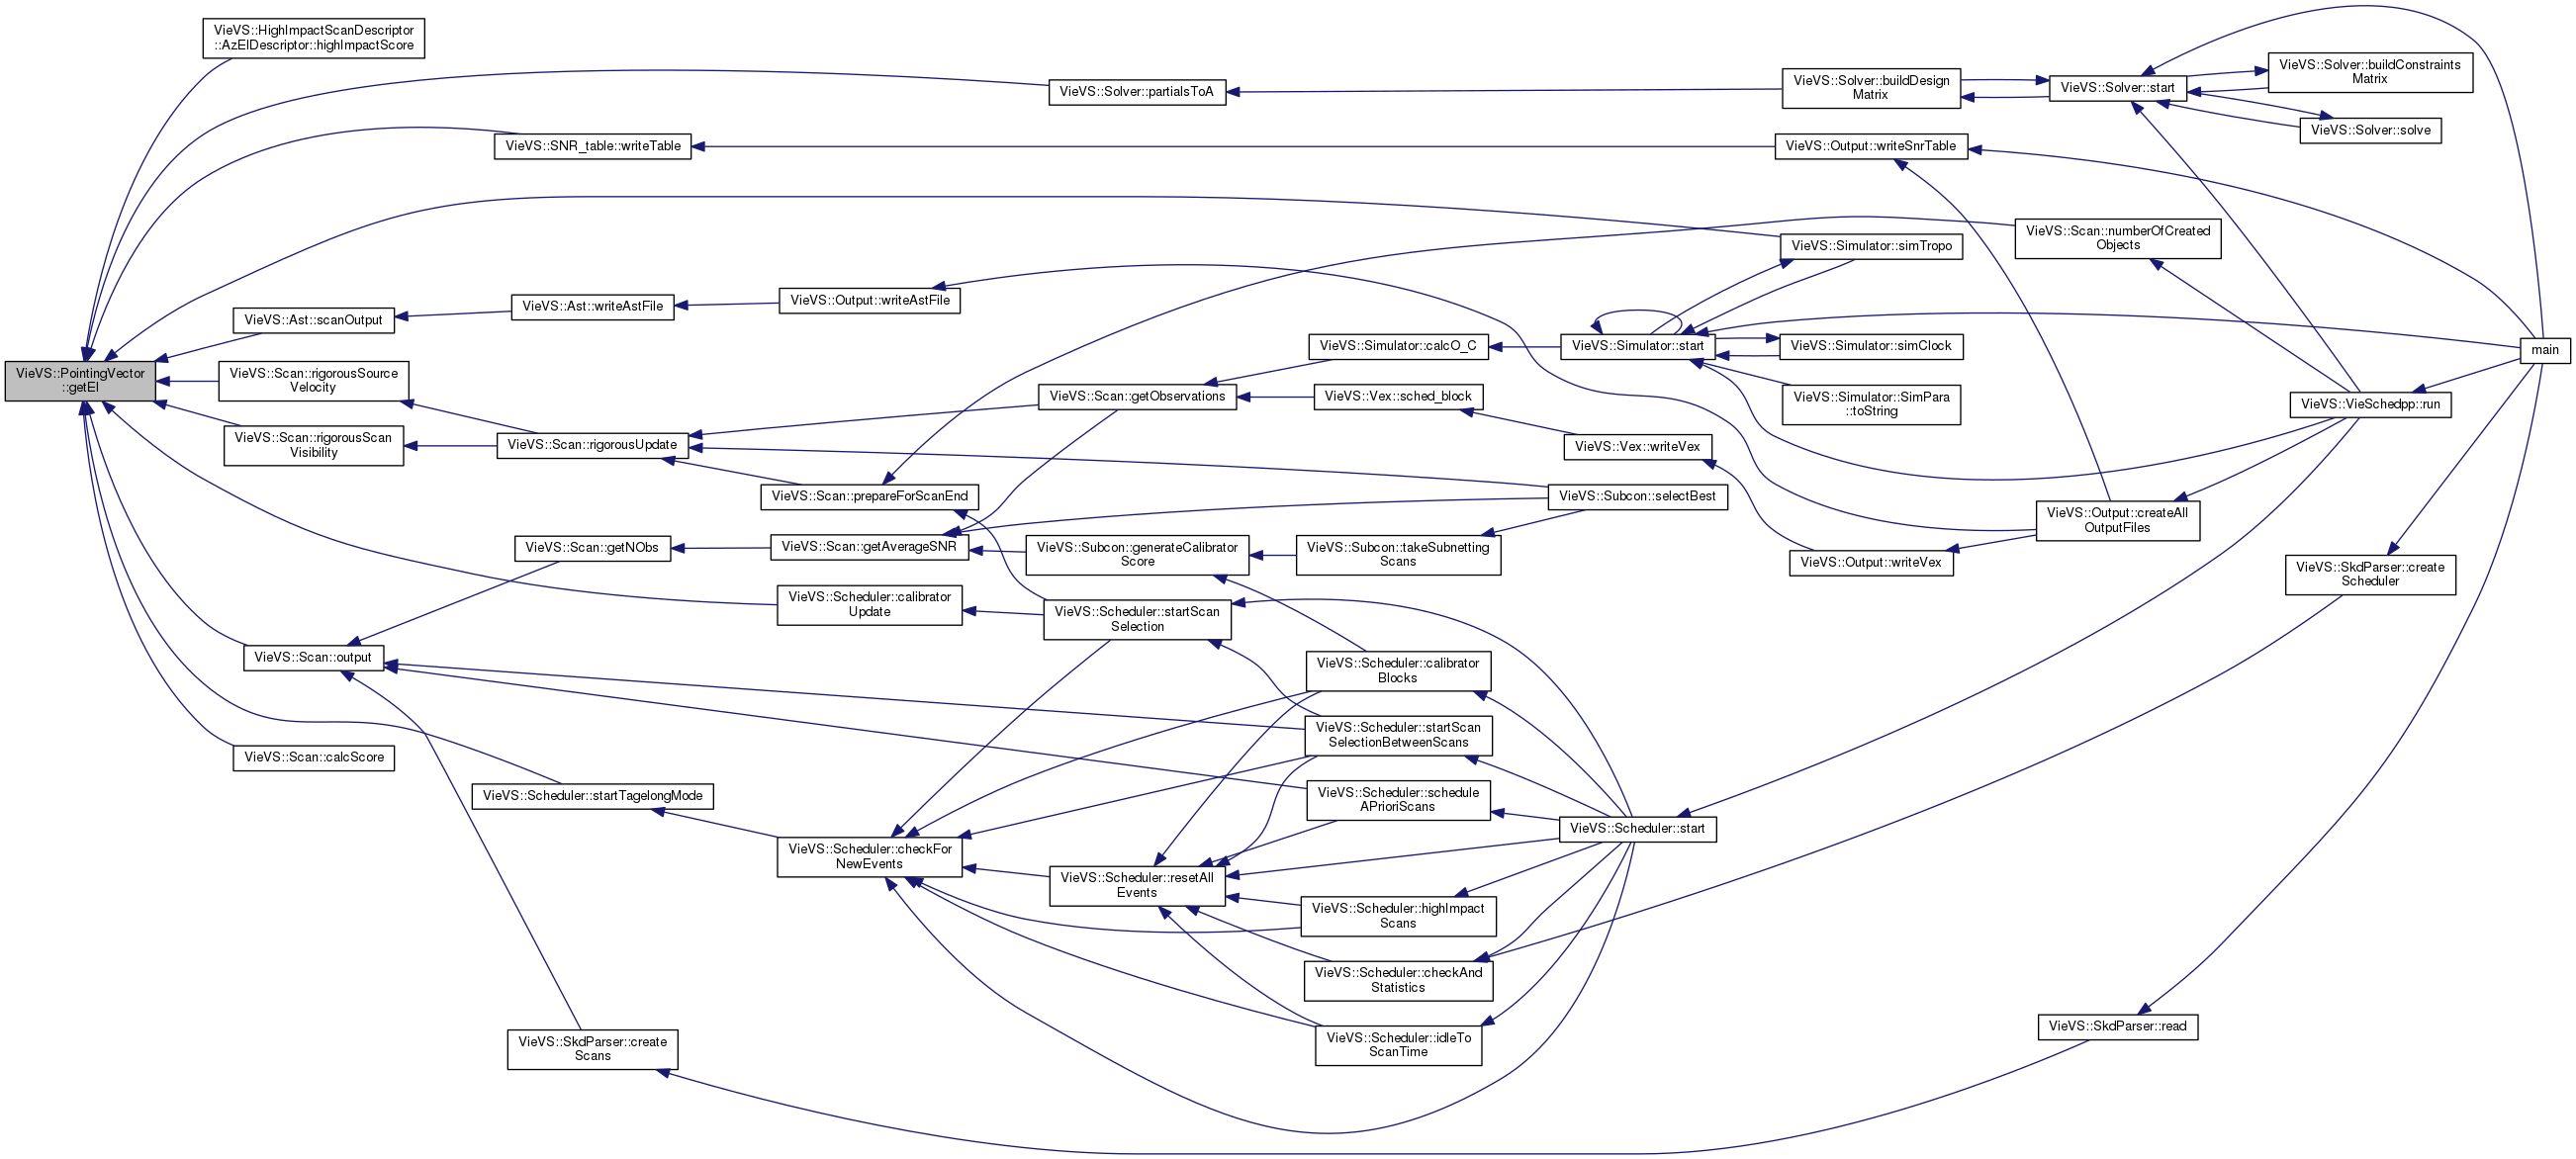 VieVS::HighImpactScanDescriptor
::AzElDescriptor::highImpactScore
VieVS::Solver::partialsToA
VieVS::Solver::buildDesign
Matrix
VieVS::Solver::start
VieVS::Solver::buildConstraints
Matrix
VieVS::Solver::solve
VieVS::SNR_table::writeTable
VieVS::Output::writeSnrTable
VieVS::Simulator::simTropo
VieVS::Scan::numberOfCreated
Objects
VieVS::Ast::scanOutput
VieVS::Ast::writeAstFile
VieVS::Output::writeAstFile
VieVS::Simulator::calcO_C
VieVS::Simulator::start
VieVS::Simulator::simClock
main
VieVS::PointingVector
::getEl
VieVS::Scan::rigorousSource
Velocity
VieVS::Scan::getObservations
VieVS::Vex::sched_block
VieVS::Simulator::SimPara
::toString
VieVS::VieSchedpp::run
VieVS::Scan::rigorousScan
Visibility
VieVS::Scan::rigorousUpdate
VieVS::Vex::writeVex
VieVS::Scan::prepareForScanEnd
VieVS::Subcon::selectBest
VieVS::Output::createAll
OutputFiles
VieVS::Scan::getNObs
VieVS::Scan::getAverageSNR
VieVS::Subcon::generateCalibrator
Score
VieVS::Subcon::takeSubnetting
Scans
VieVS::Output::writeVex
VieVS::SkdParser::create
Scheduler
VieVS::Scheduler::calibrator
Update
VieVS::Scheduler::startScan
Selection
VieVS::Scan::output
VieVS::Scheduler::calibrator
Blocks
VieVS::Scheduler::startScan
SelectionBetweenScans
VieVS::Scan::calcScore
VieVS::Scheduler::startTagelongMode
VieVS::Scheduler::schedule
APrioriScans
VieVS::Scheduler::start
VieVS::Scheduler::checkFor
NewEvents
VieVS::Scheduler::resetAll
Events
VieVS::Scheduler::highImpact
Scans
VieVS::Scheduler::checkAnd
Statistics
VieVS::Scheduler::idleTo
ScanTime
VieVS::SkdParser::read
VieVS::SkdParser::create
Scans